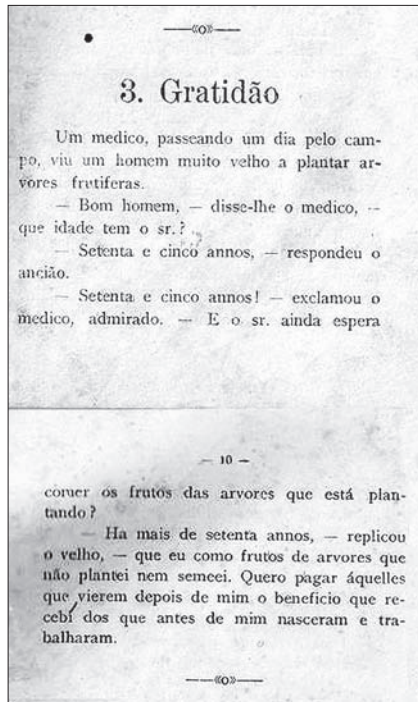 «o»
3. Gratidão
Um medico, passeando um dia pelo cam-
po, viu um homem muito velho a plantar ar-
vores frutiferas.
— Bom homem, — disse-lhe o medico, --
que idade tem o sr.?
— Setenta e cinco annos, — respondeu o
ancião.
— Setenta e cinco annos! — exclamou o
medico, admirado. — E o sr. ainda espera
— 10 —
comer os frutos das arvores que está plan-
tando?
— Ha mais de setenta annos, — replicou
o velho, — que eu como frutos de arvores que
não plantei nem semeei. Quero pagar áquelles
que vierem depois de mim o beneficio que re-
cebi dos que antes de mim nasceram e tra-
balharam.
«o»